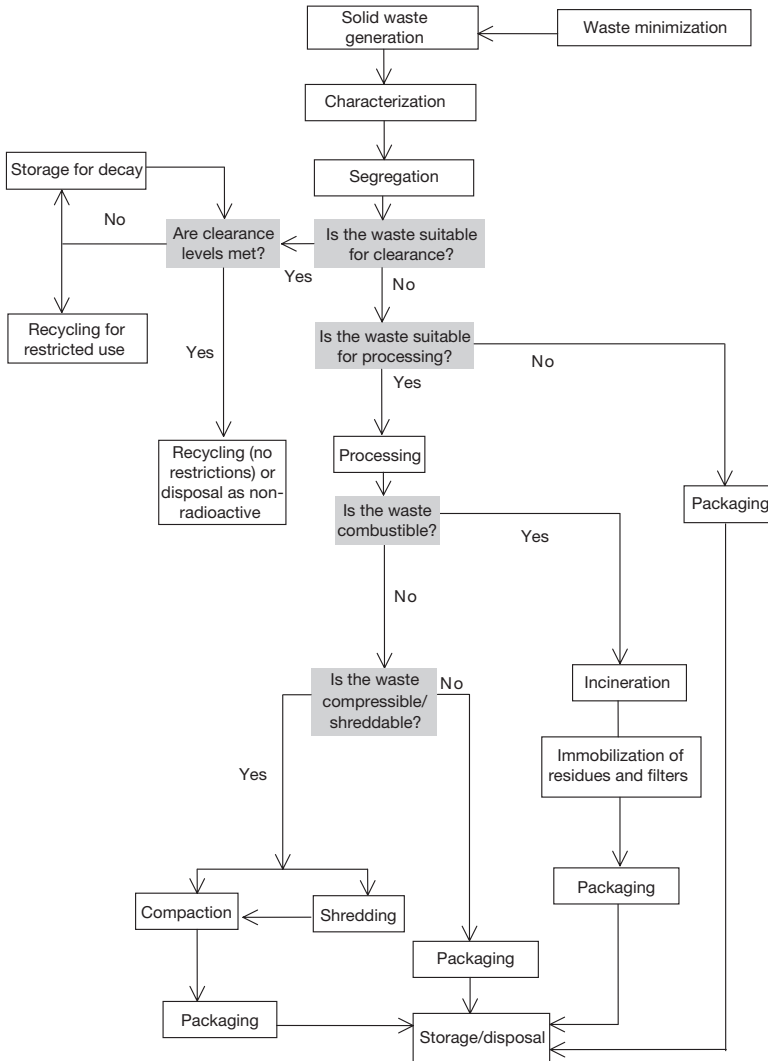 Solid waste
generation
Waste minimization
Characterization
Storage for decay
Segregation
No
Are clearance
levels met?
Is the waste suitable
for clearance?
Yes
No
Recycling for
restricted use
Is the waste suitable
for processing?
Yes
No
Yes
Recycling (no
restrictions) or
disposal as non-
radioactive
Processing
Packaging
Is the waste
combustible?
Yes
No
Is the waste
compressible/
shreddable?
No
Incineration
Yes
Immobilization of
residues and filters
Packaging
Compaction
Shredding
Packaging
Packaging
Storage/disposal